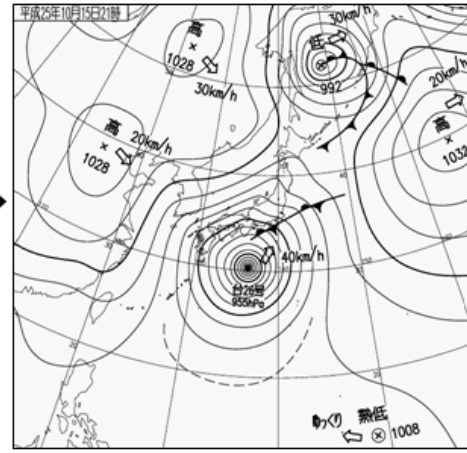 平成25年10月15日21時
高
1028
30km/h
低
30km/h
992
20km/h
高
1032
高
20km/h
1028
40km/h
台26号
955hPa
ゆっくり
熱低
1008